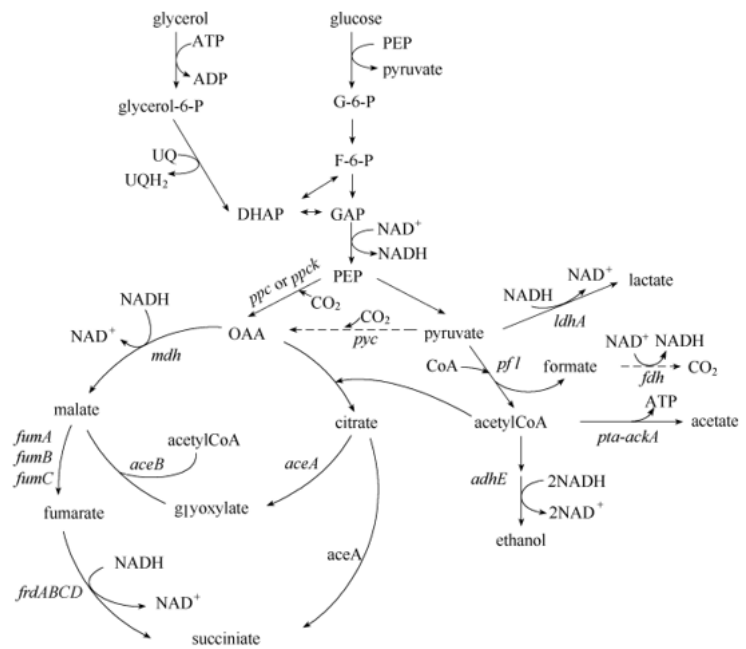 glycerol
glucose
ATP
ADP
PEP
pyruvate
glycerol-6-P
G-6-P
UQ
UQH₂
F-6-P
DHAP
GAP
NAD⁺
NADH
PEP
ppc or ppck
CO₂
NADH
NAD⁺
mdh
OAA
CO₂
pyc
pyruvate
NADH
NAD⁺
ldhA
lactate
CoA
pf l
formate
NAD⁺
NADH
fdh
CO₂
malate
citrate
acetylCoA
ATP
pta-ackA
acetate
fumA
fumB
fumC
aceB
acetylCoA
aceA
adhE
2NADH
2NAD⁺
fumarate
glyoxylate
ethanol
aceA
NADH
frdABCD
NAD⁺
succiniate